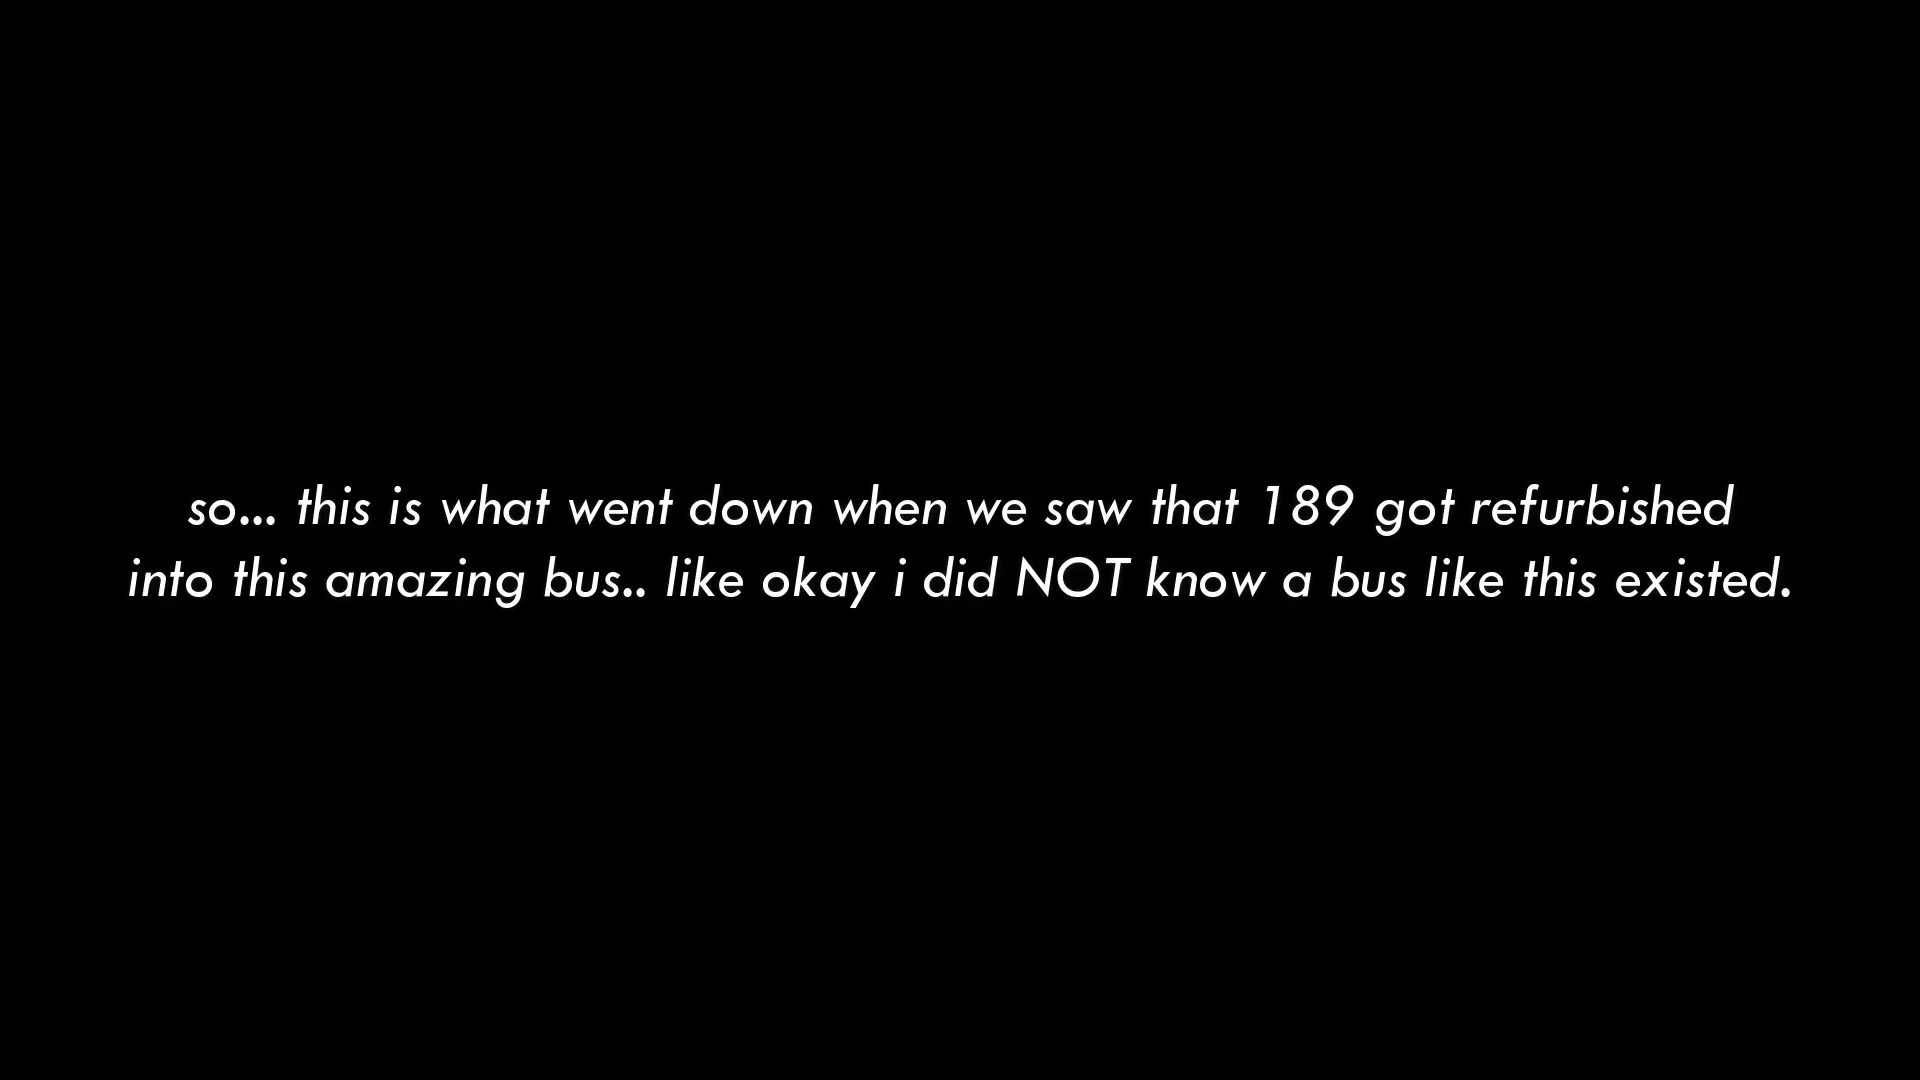 so... this is what went down when we saw that 189 got refurbished
into this amazing bus.. like okay i did NOT know a bus like this existed.